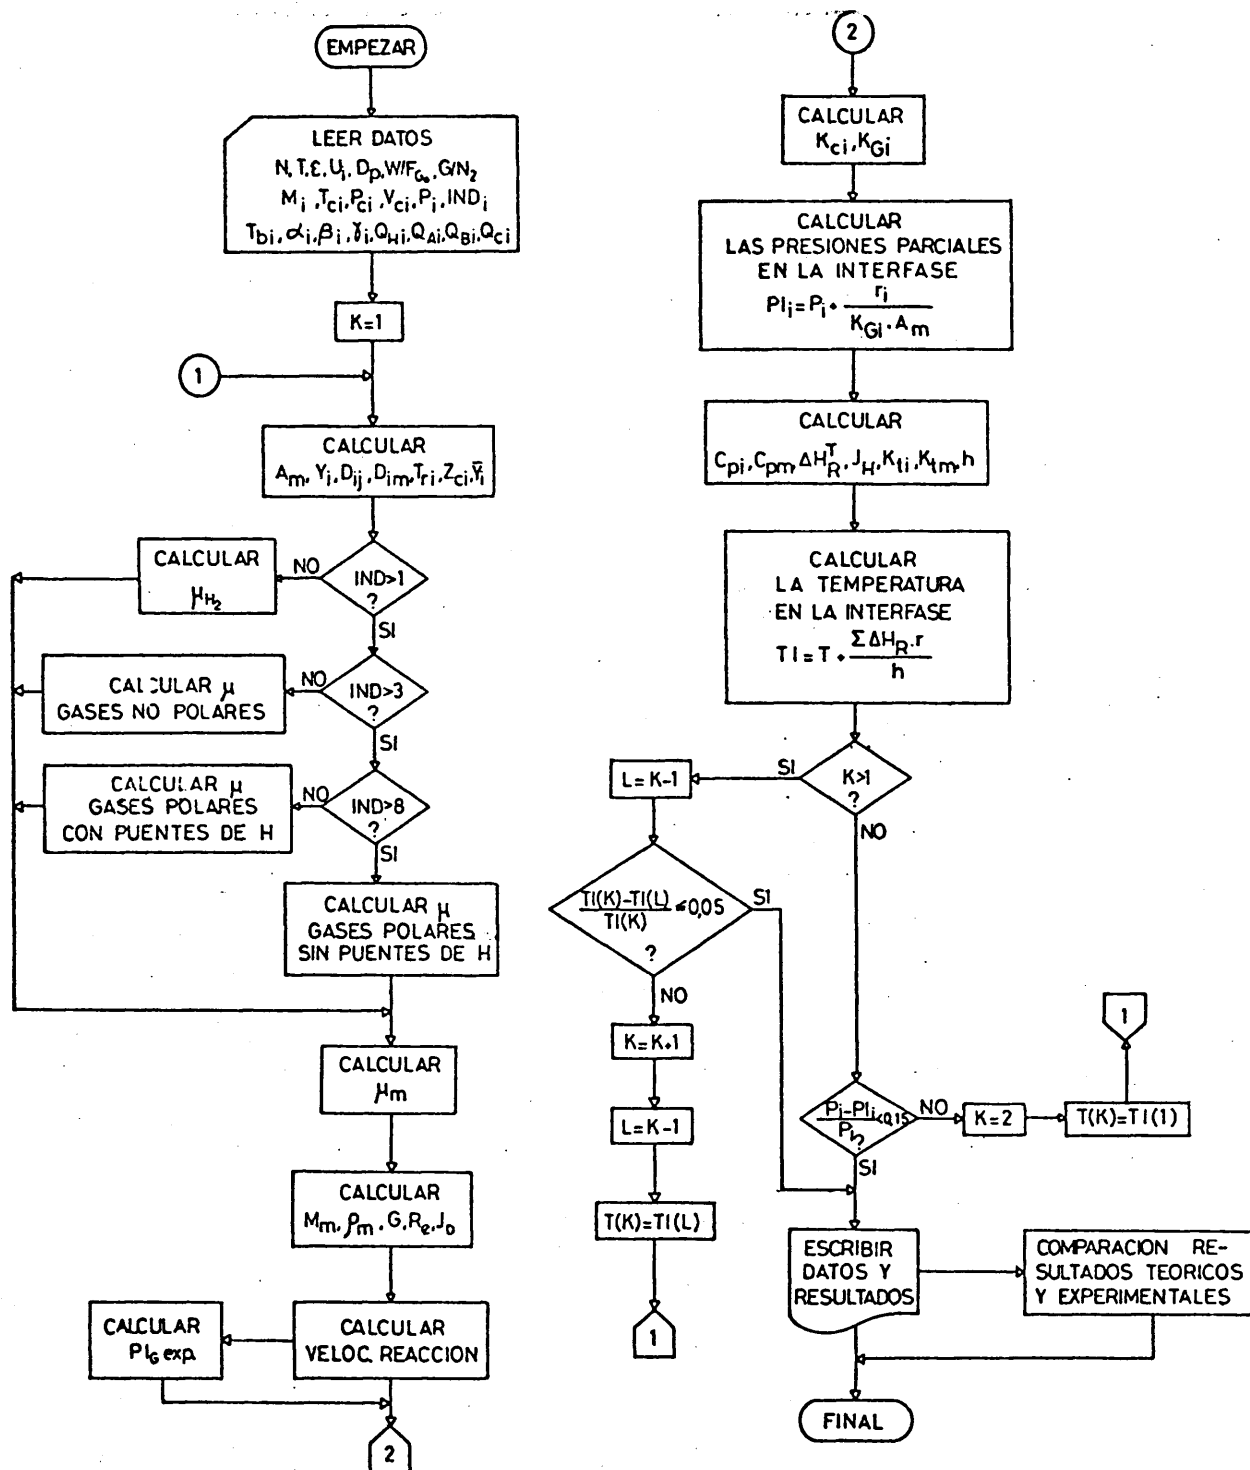 EMPEZAR
LEER DATOS
N, T, Ɛ, U_i, D_p, W/F_G₀, G/N₂
M_i, T_ci, P_ci, V_ci, P_i, IND_i
T_bi, α_i, β_i, γ_i, Q_Hi, Q_Ai, Q_Bi, Q_ci
K=1
1
CALCULAR
A_m, Y_i, D_ij, D_im, T_ri, Z_ci, Ȳ_i
IND>1
?
NO
SI
CALCULAR
μ_H₂
IND>3
?
NO
SI
CALCULAR μ
GASES NO POLARES
IND>8
?
NO
SI
CALCULAR μ
GASES POLARES
CON PUENTES DE H
CALCULAR μ
GASES POLARES
SIN PUENTES DE H
CALCULAR
μ_m
CALCULAR
M_m, ρ_m, G, R_e, J_D
CALCULAR
VELOC. REACCION
CALCULAR
PI_G exp.
2
2
CALCULAR
K_ci, K_Gi
CALCULAR
LAS PRESIONES PARCIALES
EN LA INTERFASE
PI_i = P_i + r_i / (K_Gi . A_m)
CALCULAR
C_pi, C_pm, ΔH_R^T, J_H, K_ti, K_tm, h
CALCULAR
LA TEMPERATURA
EN LA INTERFASE
TI = T + Σ ΔH_R . r / h
K>1
?
SI
NO
L=K-1
(TI(K)-TI(L)) / TI(K) ≤ 0,05
?
SI
NO
K=K+1
L=K-1
T(K)=TI(L)
1
(P_i-PI_i) / P_i < 0,15
?
NO
SI
K=2
T(K)=TI(1)
1
ESCRIBIR
DATOS Y
RESULTADOS
COMPARACION RE-
SULTADOS TEORICOS
Y EXPERIMENTALES
FINAL